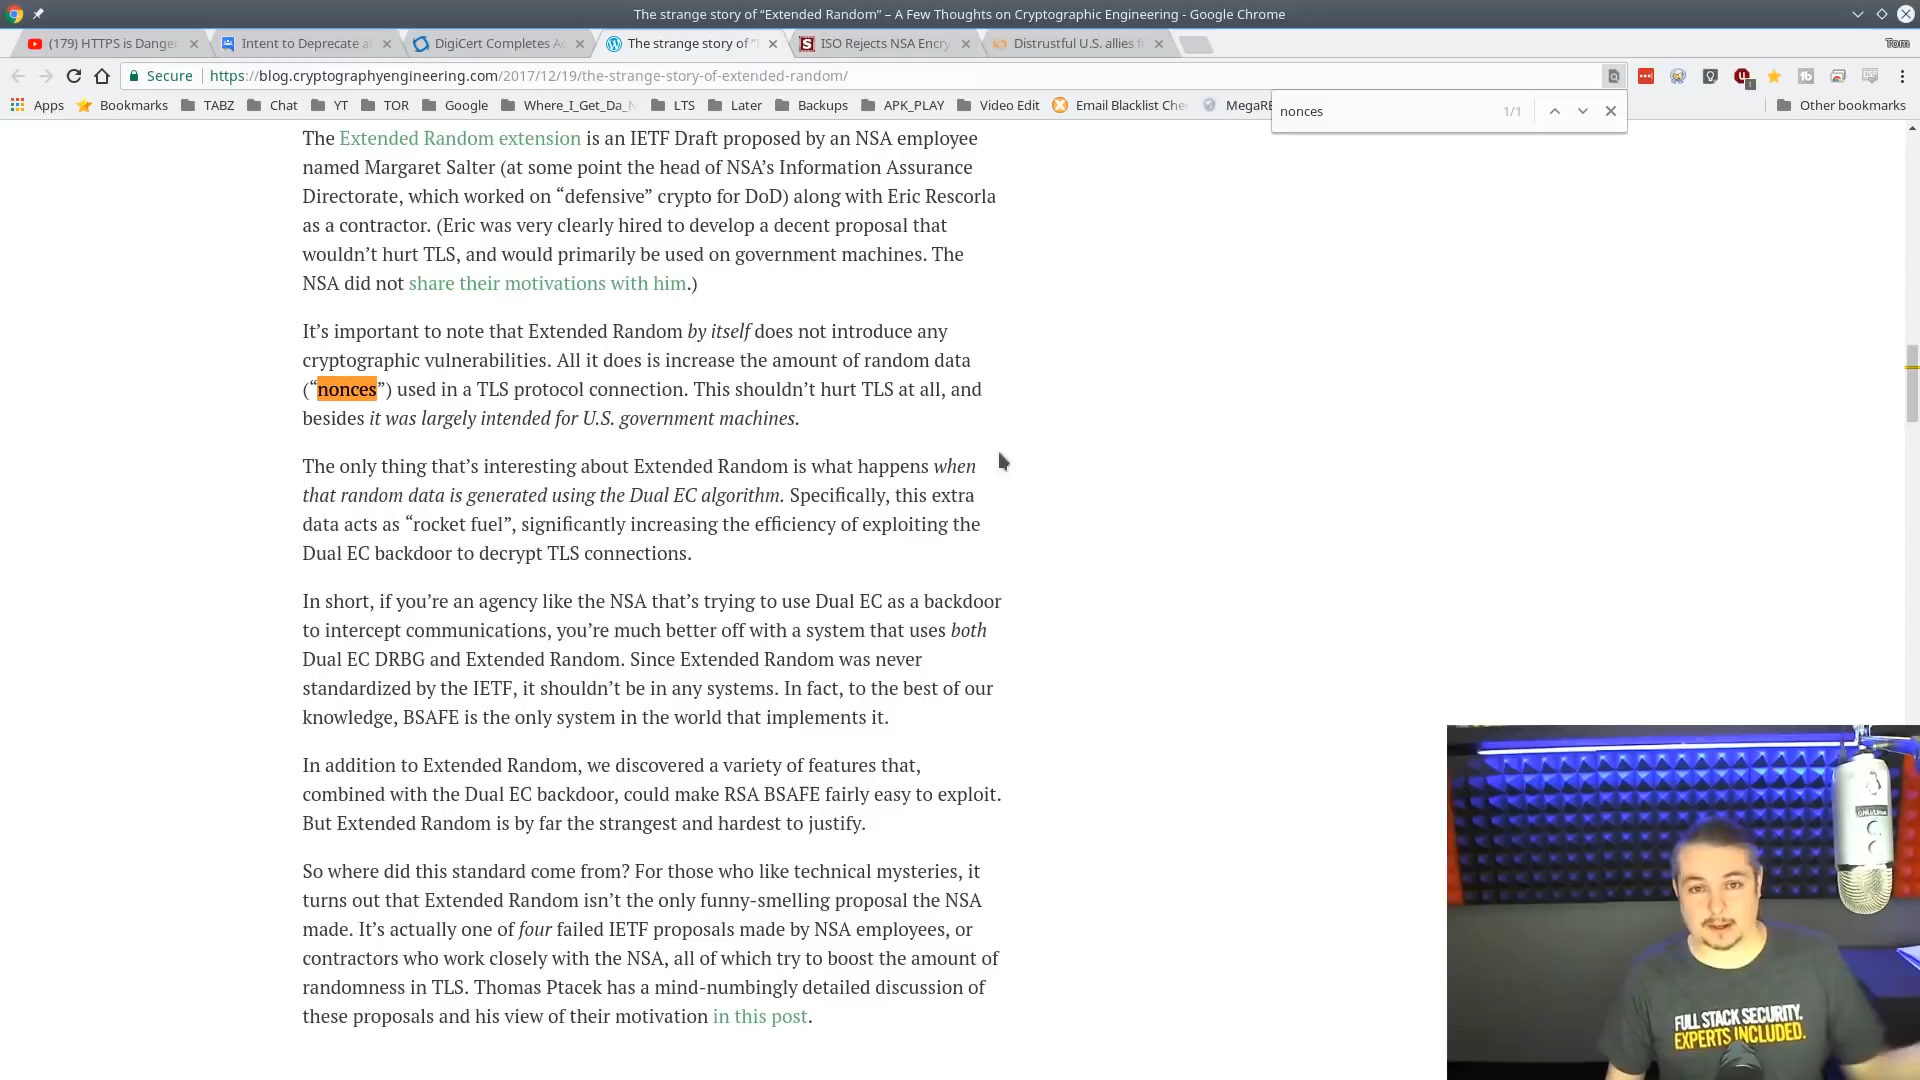 The strange story of “Extended Random” – A Few Thoughts on Cryptographic Engineering - Google Chrome
(179) HTTPS is Danger
Intent to Deprecate a
DigiCert Completes Ac
The strange story of “E
ISO Rejects NSA Encry
Distrustful U.S. allies f
Tom
Secure
https://blog.cryptographyengineering.com/2017/12/19/the-strange-story-of-extended-random/
Apps
Bookmarks
TABZ
Chat
YT
TOR
Google
Where_I_Get_Da_N
LTS
Later
Backups
APK_PLAY
Video Edit
Email Blacklist Che
MegaRE
Other bookmarks
nonces
1/1
The Extended Random extension is an IETF Draft proposed by an NSA employee
named Margaret Salter (at some point the head of NSA’s Information Assurance
Directorate, which worked on “defensive” crypto for DoD) along with Eric Rescorla
as a contractor. (Eric was very clearly hired to develop a decent proposal that
wouldn’t hurt TLS, and would primarily be used on government machines. The
NSA did not share their motivations with him.)
It’s important to note that Extended Random by itself does not introduce any
cryptographic vulnerabilities. All it does is increase the amount of random data
(“nonces”) used in a TLS protocol connection. This shouldn’t hurt TLS at all, and
besides it was largely intended for U.S. government machines.
The only thing that’s interesting about Extended Random is what happens when
that random data is generated using the Dual EC algorithm. Specifically, this extra
data acts as “rocket fuel”, significantly increasing the efficiency of exploiting the
Dual EC backdoor to decrypt TLS connections.
In short, if you’re an agency like the NSA that’s trying to use Dual EC as a backdoor
to intercept communications, you’re much better off with a system that uses both
Dual EC DRBG and Extended Random. Since Extended Random was never
standardized by the IETF, it shouldn’t be in any systems. In fact, to the best of our
knowledge, BSAFE is the only system in the world that implements it.
In addition to Extended Random, we discovered a variety of features that,
combined with the Dual EC backdoor, could make RSA BSAFE fairly easy to exploit.
But Extended Random is by far the strangest and hardest to justify.
So where did this standard come from? For those who like technical mysteries, it
turns out that Extended Random isn’t the only funny-smelling proposal the NSA
made. It’s actually one of four failed IETF proposals made by NSA employees, or
contractors who work closely with the NSA, all of which try to boost the amount of
randomness in TLS. Thomas Ptacek has a mind-numbingly detailed discussion of
these proposals and his view of their motivation in this post.
FULL STACK SECURITY.
EXPERTS INCLUDED.